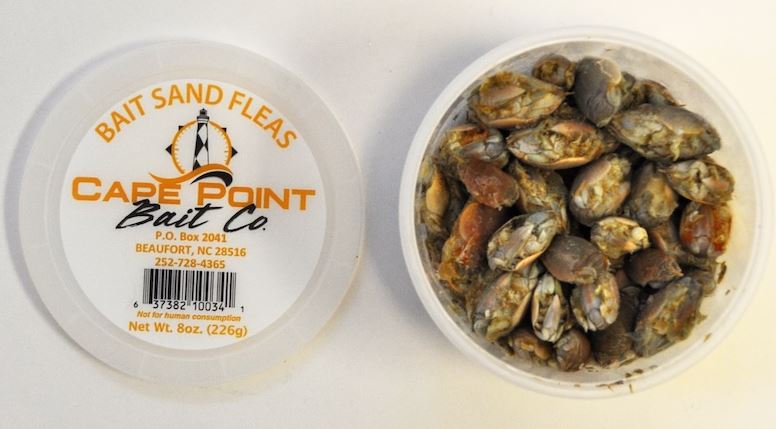 BAIT SAND FLEAS
CAPE POINT
Bait Co.
P.O. Box 2041
BEAUFORT, NC 28516
252-728-4365
6 37382 10034 1
Not for human consumption
Net Wt. 8oz. (226g)